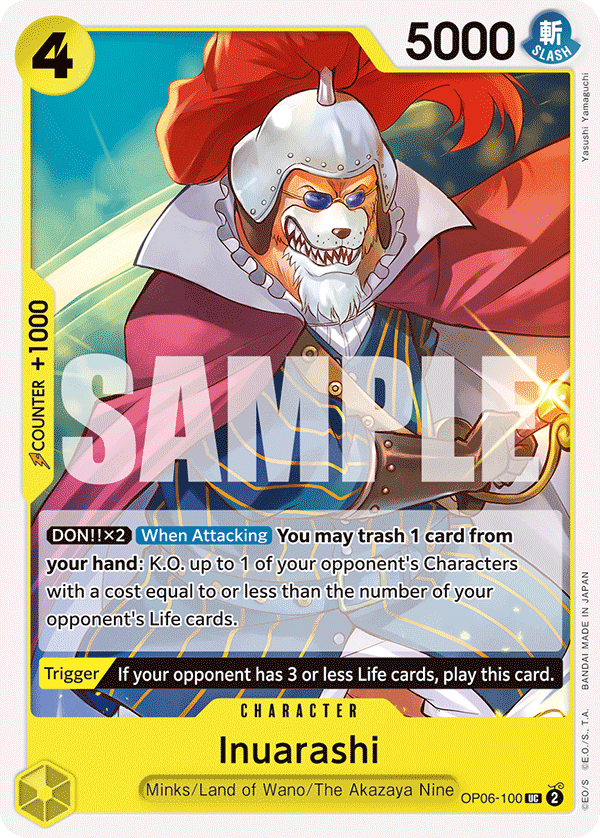 4
5000
斬
SLASH
Yasushi Yamaguchi
COUNTER +1000
SAMPLE
DON!!×2 When Attacking You may trash 1 card from
your hand: K.O. up to 1 of your opponent's Characters
with a cost equal to or less than the number of your
opponent's Life cards.
Trigger If your opponent has 3 or less Life cards, play this card.
CHARACTER
Inuarashi
Minks/Land of Wano/The Akazaya Nine
OP06-100 UC 2
©E.O/S ©E.O./S., T.A. BANDAI MADE IN JAPAN